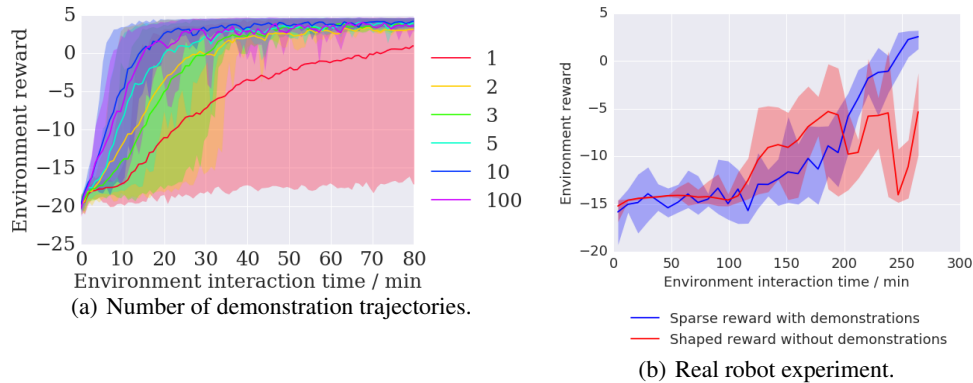 5
0
−5
−10
−15
−20
−25
Environment reward
0 10 20 30 40 50 60 70 80
Environment interaction time / min
1
2
3
5
10
100
(a) Number of demonstration trajectories.
5
0
−5
−10
−15
−20
Environment reward
0 50 100 150 200 250 300
Environment interaction time / min
Sparse reward with demonstrations
Shaped reward without demonstrations
(b) Real robot experiment.